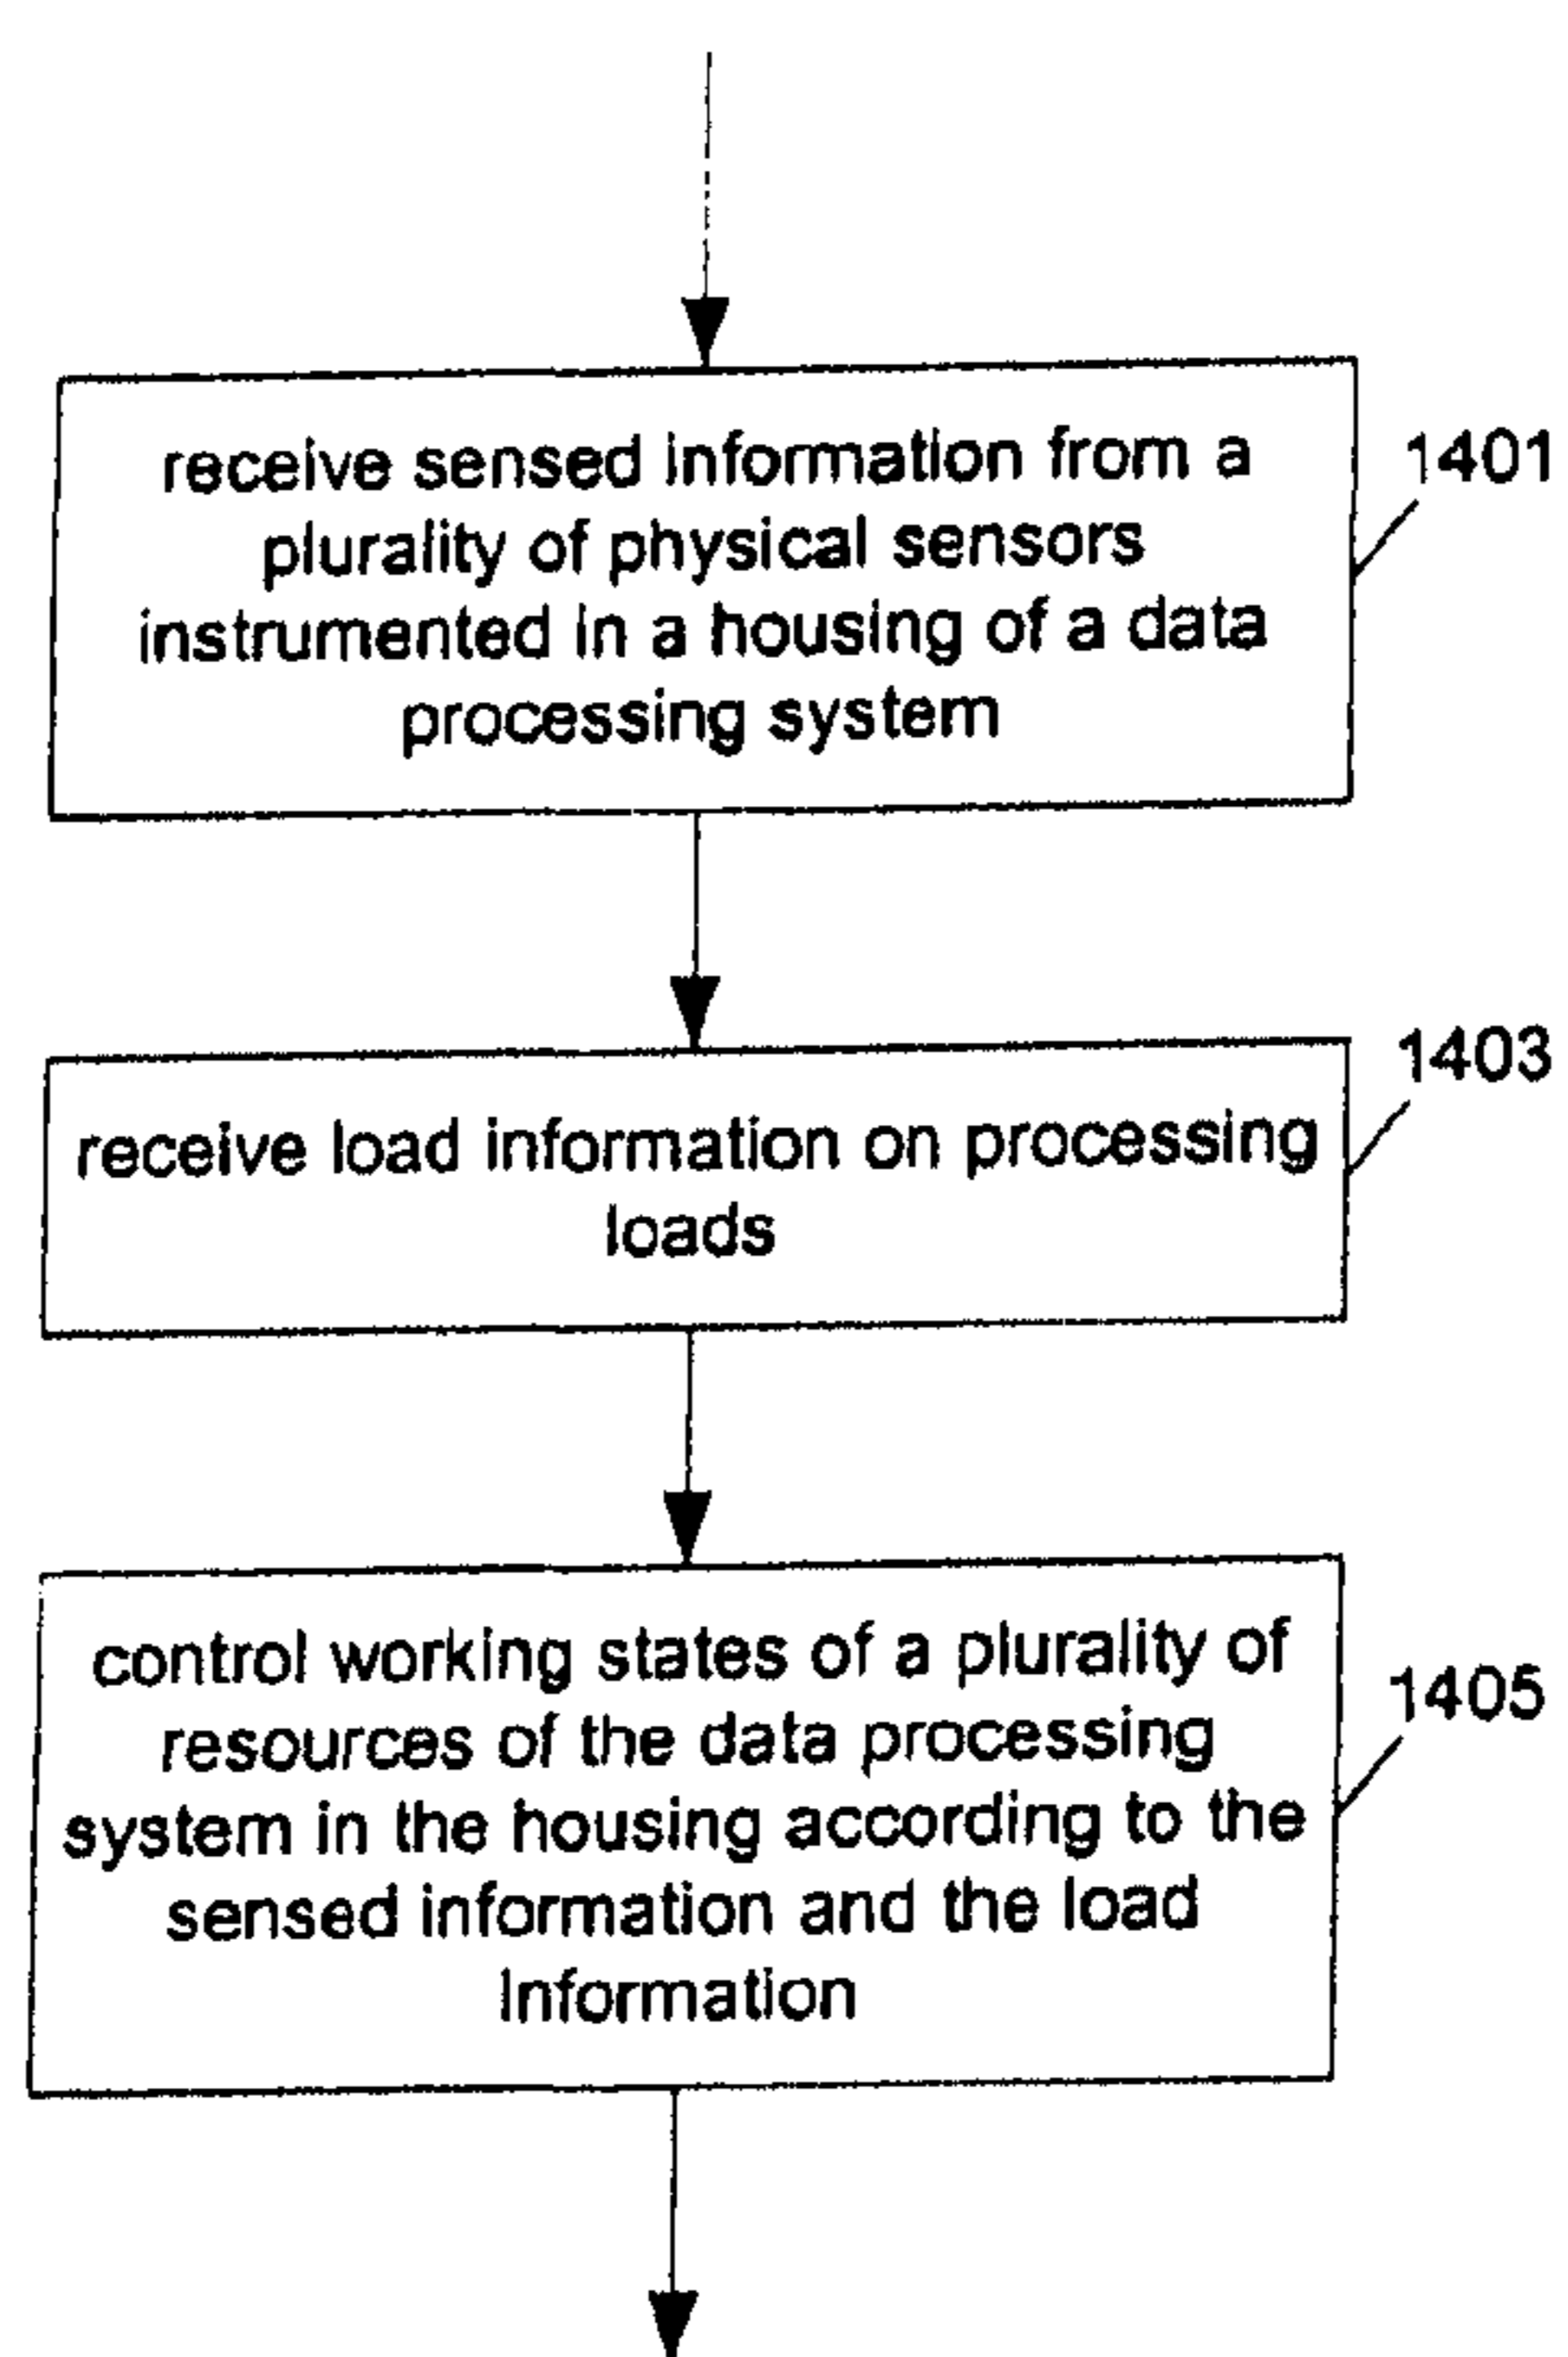 receive sensed information from a
plurality of physical sensors
instrumented in a housing of a data
processing system
1401
receive load information on processing
loads
1403
control working states of a plurality of
resources of the data processing
system in the housing according to the
sensed information and the load
information
1405